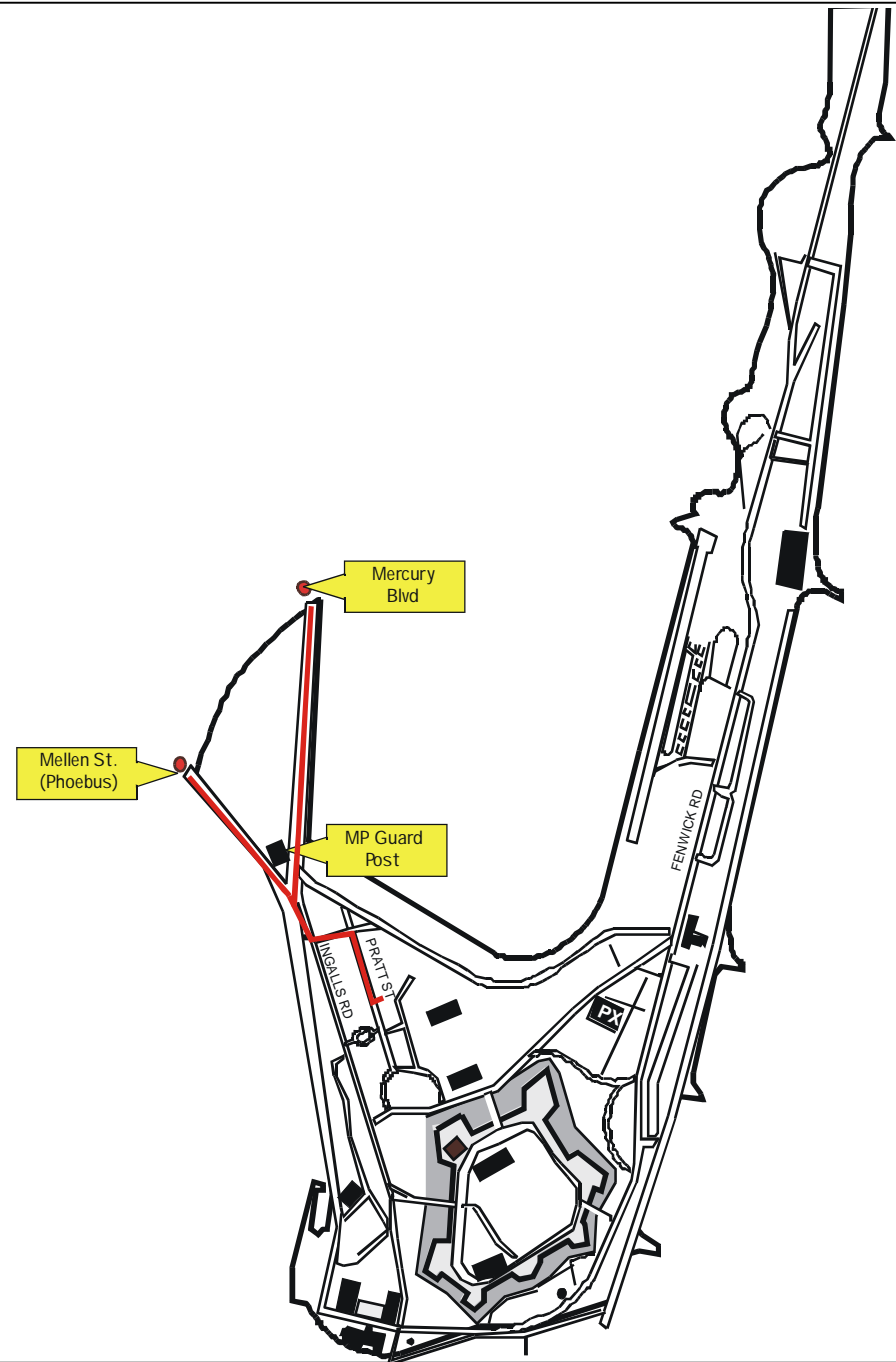 Mercury
Blvd
Mellen St.
(Phoebus)
MP Guard
Post
FENWICK RD
PRATT ST
INGALLS RD
PX